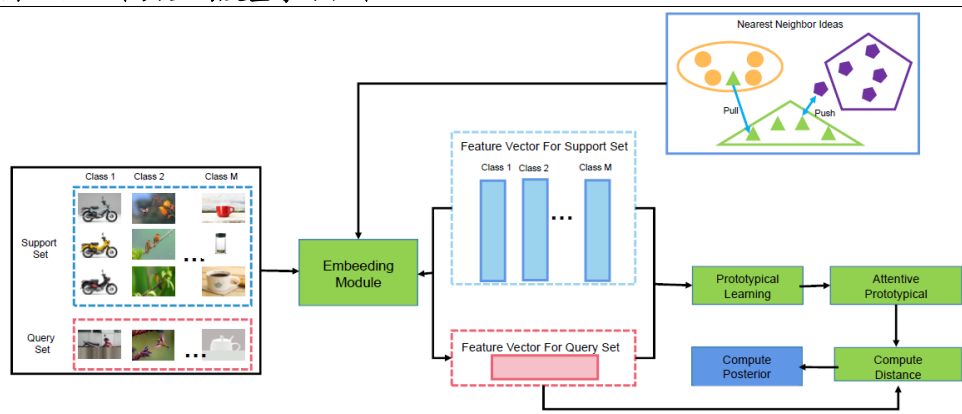 Nearest Neighbor Ideas
Pull
Push
Feature Vector For Support Set
Class 1
Class 2
Class M
...
Class 1
Class 2
Class M
Support
Set
...
Query
Set
...
Embeeding
Module
Feature Vector For Query Set
Prototypical
Learning
Attentive
Prototypical
Compute
Posterior
Compute
Distance